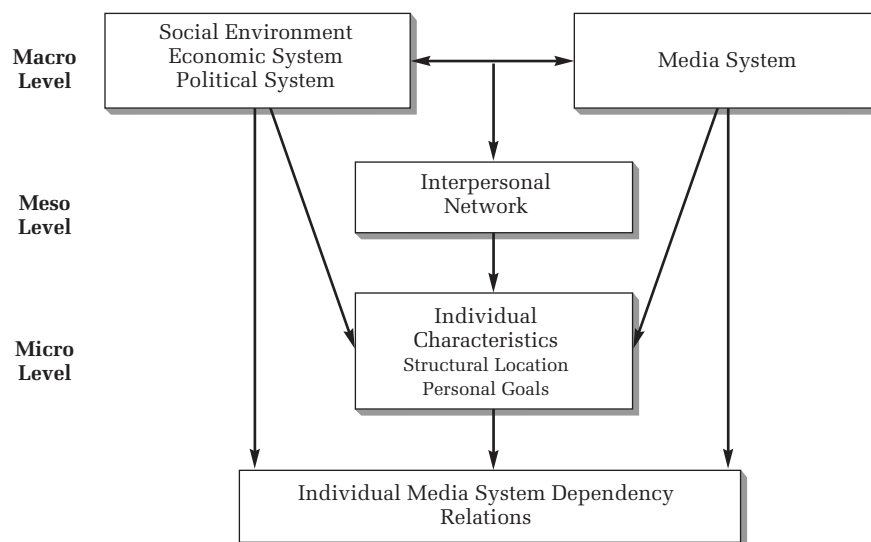 Macro
Level
Social Environment
Economic System
Political System
Media System
Meso
Level
Interpersonal
Network
Micro
Level
Individual
Characteristics
Structural Location
Personal Goals
Individual Media System Dependency
Relations